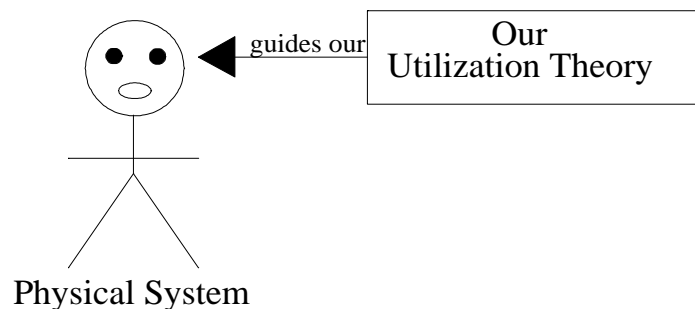 guides our
Our
Utilization Theory
Physical System